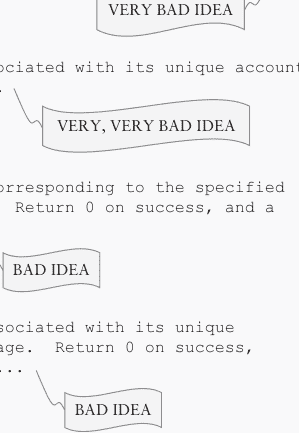 VERY BAD IDEA
ociated with its unique account
.
VERY, VERY BAD IDEA
orresponding to the specified
Return 0 on success, and a
BAD IDEA
sociated with its unique
age.  Return 0 on success,
...
BAD IDEA